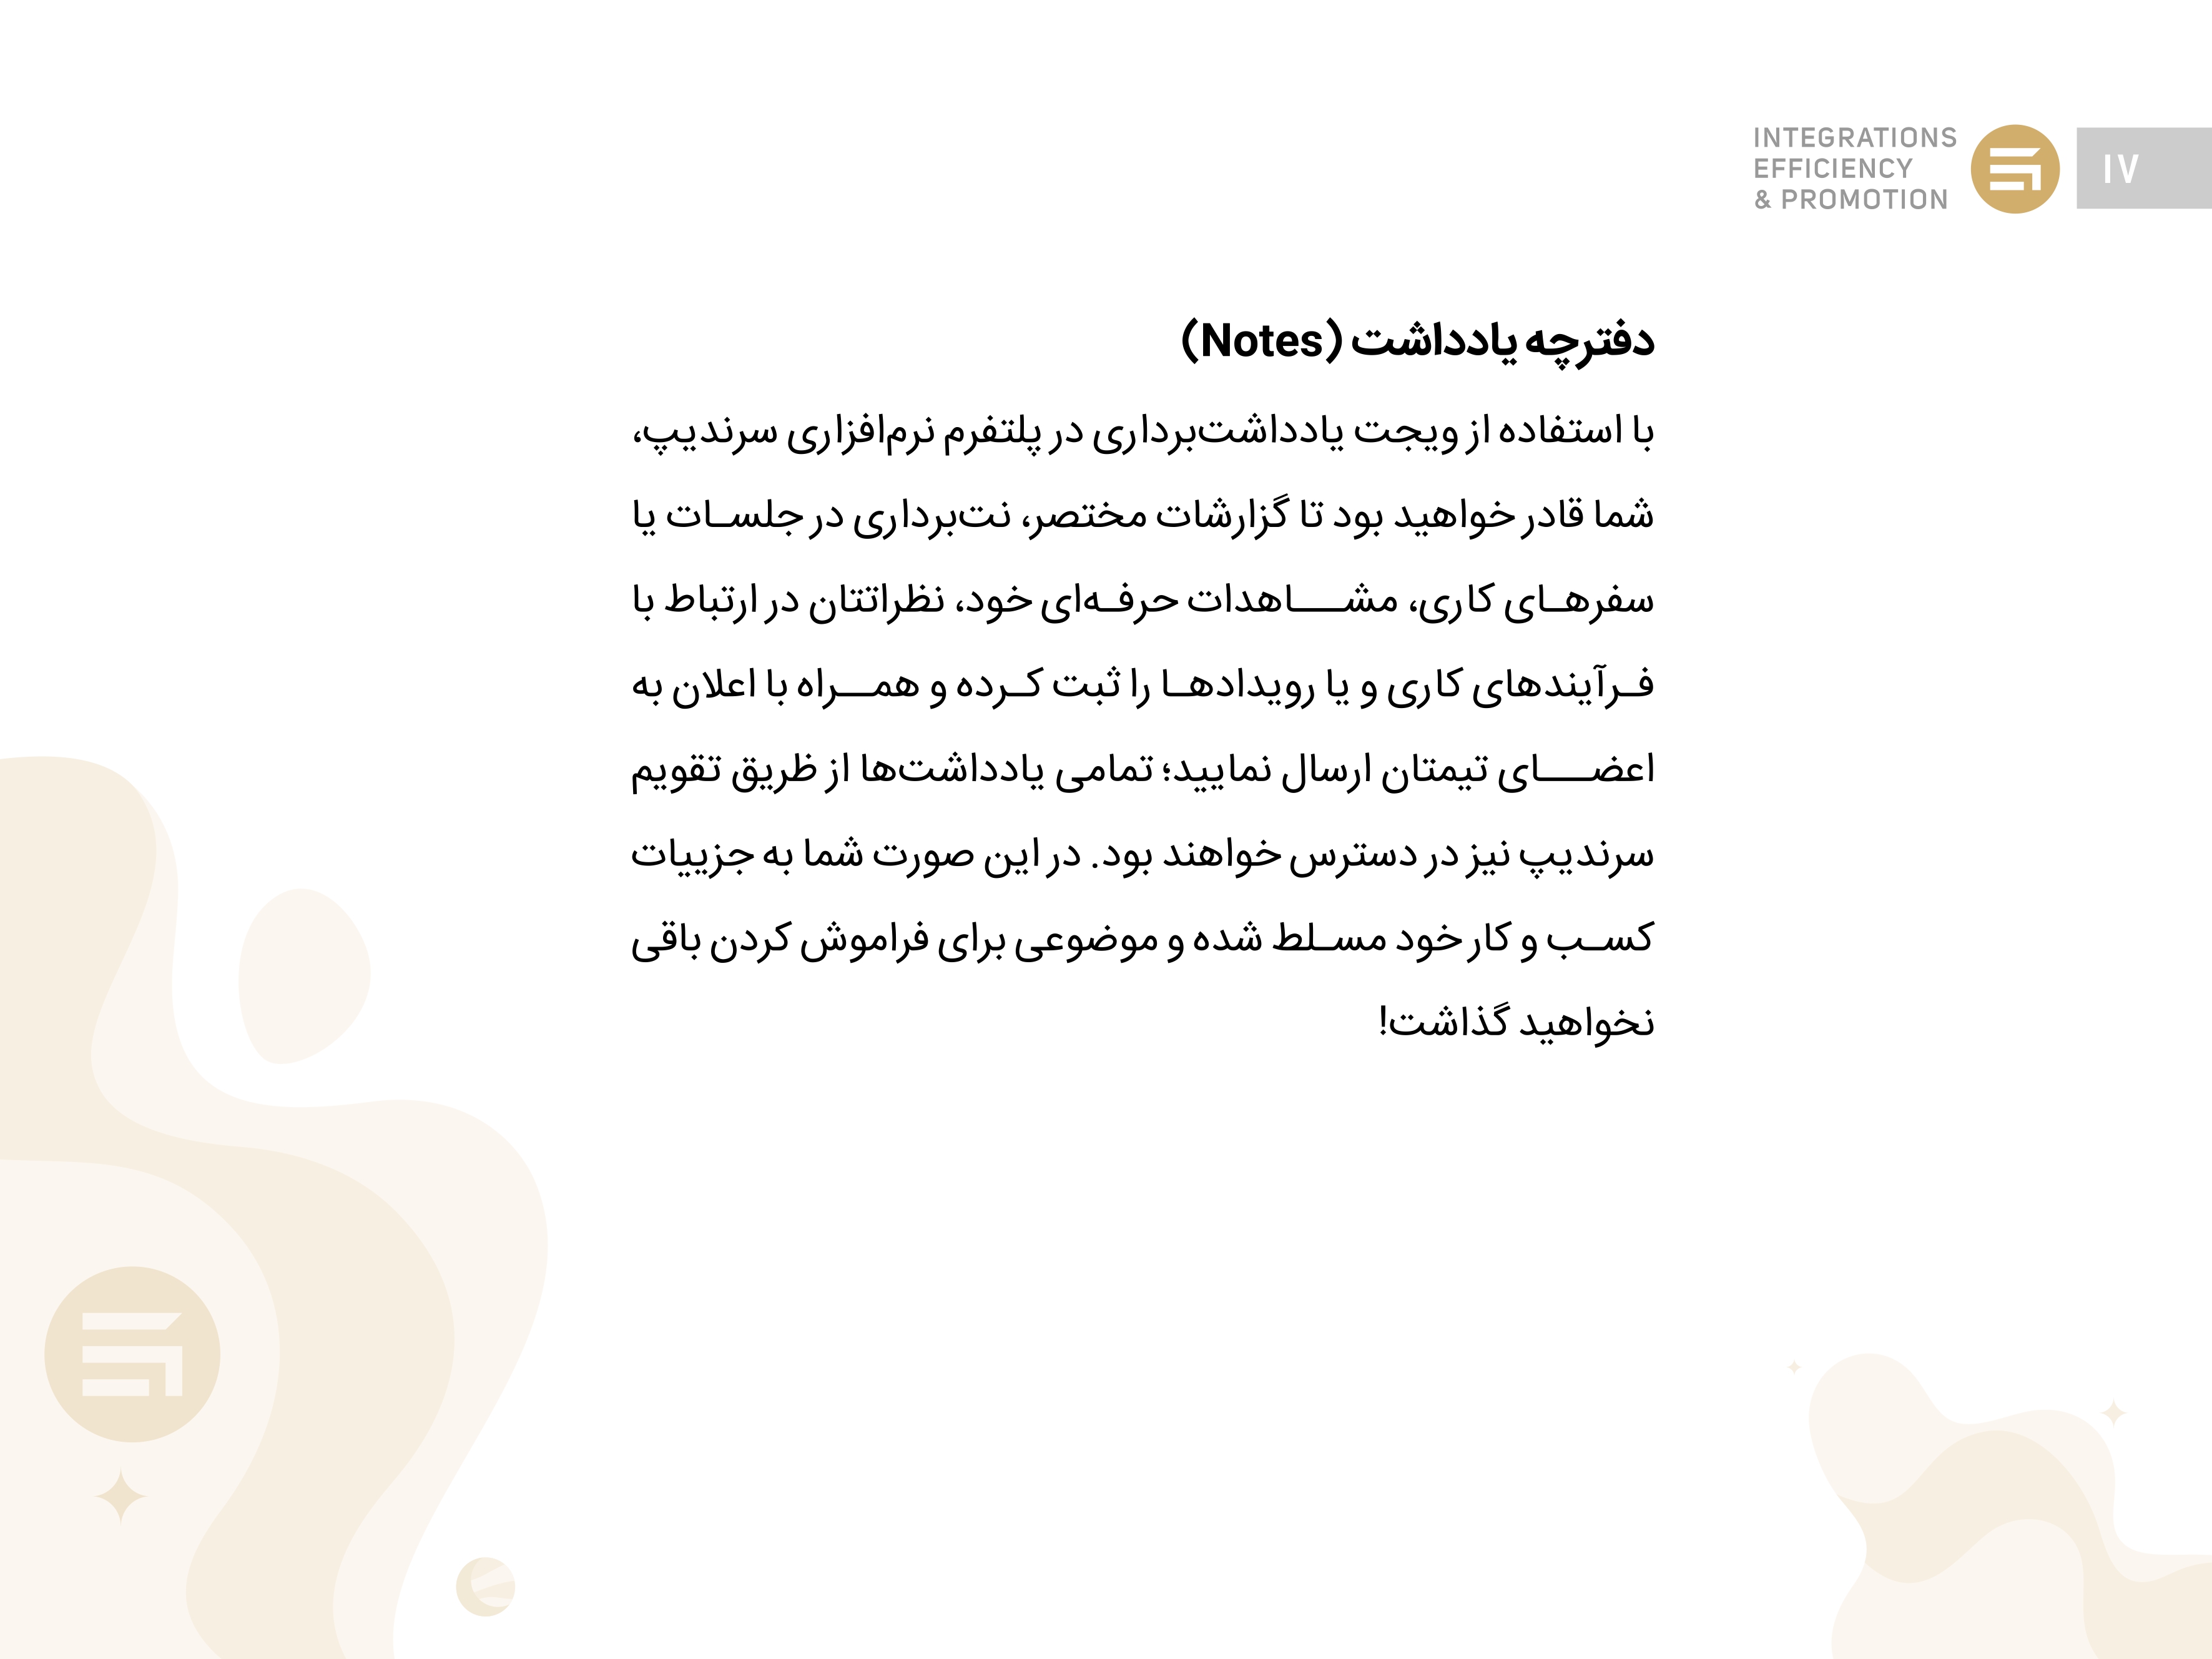 INTEGRATIONS
EFFICIENCY
& PROMOTION
IV
دفترچه یادداشت (Notes)
با استفاده از ویجت یادداشت‌برداری در پلتفرم نرم‌افزاری سرندیپ،
شما قادر خواهید بود تا گزارشات مختصر، نت‌برداری در جلسـات یا
سفرهـای کاری، مشـــاهدات حرفـه‌ای خود، نظراتتان در ارتباط با
فـرآیندهای کاری و یا رویدادهـا را ثبت کـرده و همــراه با اعلان به
اعضـــای تیمتان ارسال نمایید؛ تمامی یادداشت‌ها از طریق تقویم
سرندیپ نیز در دسترس خواهند بود. در این صورت شما به جزییات
کسـب و کار خود مسـلط شده و موضوعی برای فراموش کردن باقی
نخواهید گذاشت!